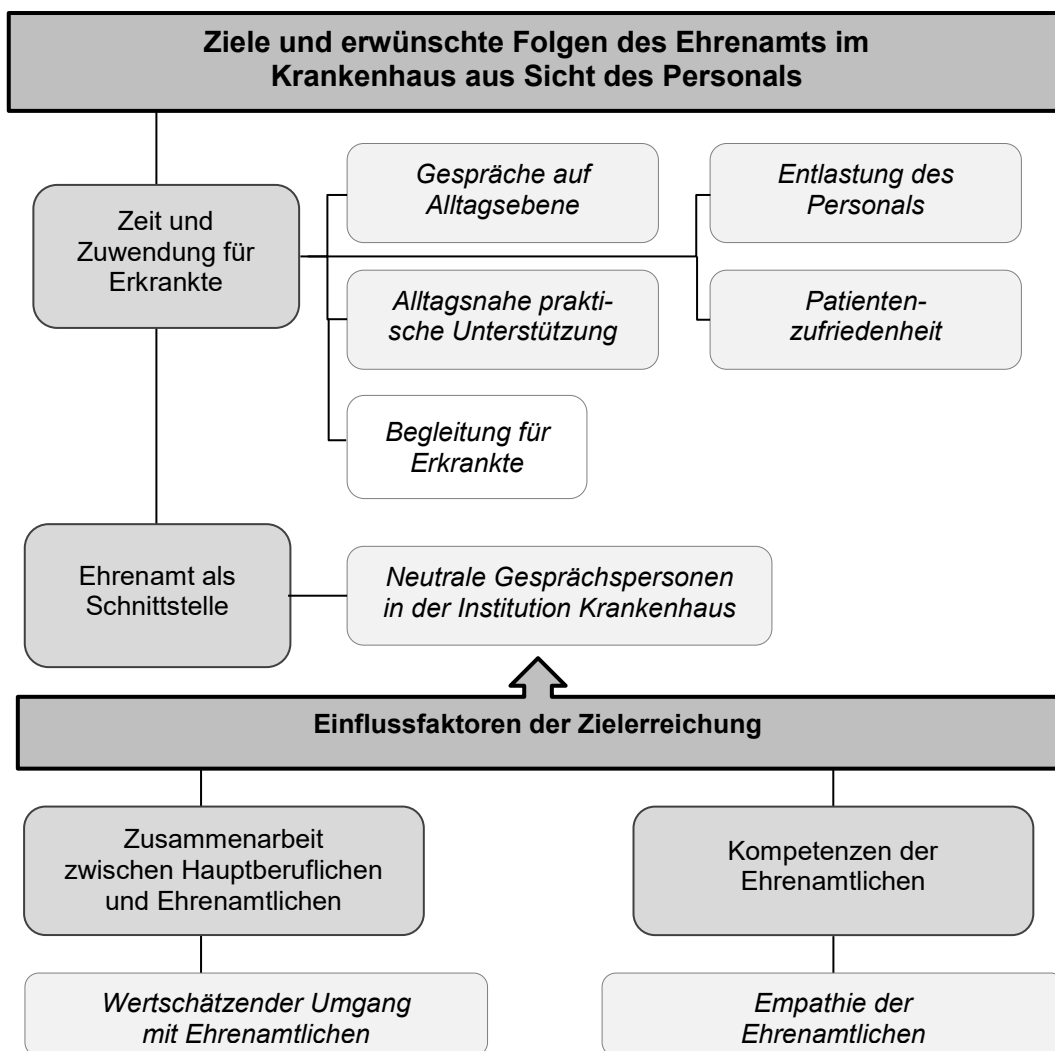 Ziele und erwünschte Folgen des Ehrenamts im
Krankenhaus aus Sicht des Personals
Zeit und
Zuwendung für
Erkrankte
Gespräche auf
Alltagsebene
Entlastung des
Personals
Alltagsnahe prakti-
sche Unterstützung
Patienten-
zufriedenheit
Begleitung für
Erkrankte
Ehrenamt als
Schnittstelle
Neutrale Gesprächspersonen
in der Institution Krankenhaus
Einflussfaktoren der Zielerreichung
Zusammenarbeit
zwischen Hauptberuflichen
und Ehrenamtlichen
Kompetenzen der
Ehrenamtlichen
Wertschätzender Umgang
mit Ehrenamtlichen
Empathie der
Ehrenamtlichen